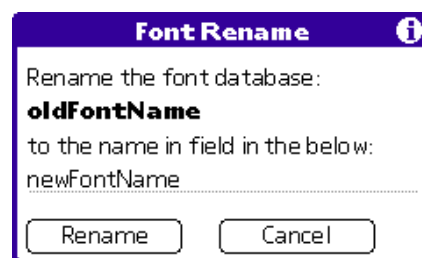 Font Rename
Rename the font database:
oldFontName
to the name in field in the below:
newFontName
Rename Cancel